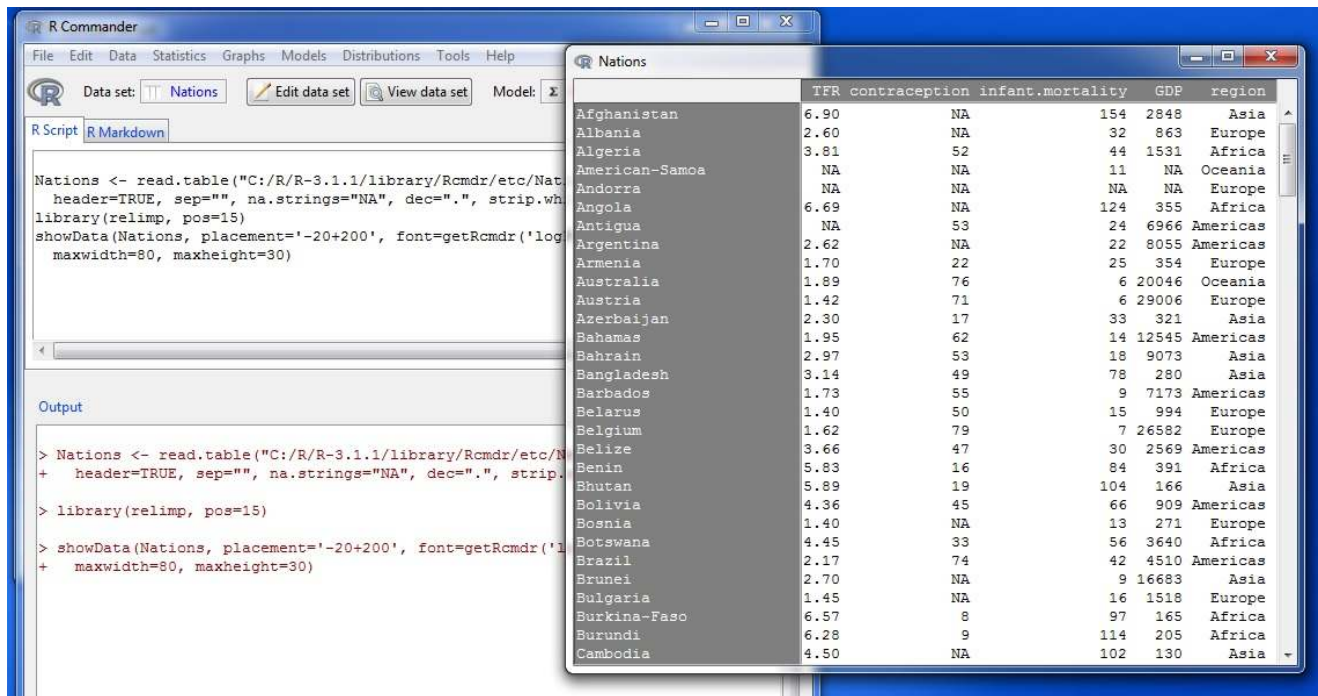 R Commander
File Edit Data Statistics Graphs Models Distributions Tools Help
Data set: Nations Edit data set View data set Model: Σ
R Script R Markdown
Nations <- read.table("C:/R/R-3.1.1/library/Rcmdr/etc/Nat
header=TRUE, sep="", na.strings="NA", dec=".", strip.wh
library(relimp, pos=15)
showData(Nations, placement='-20+200', font=getRcmdr('log
maxwidth=80, maxheight=30)
Output
> Nations <- read.table("C:/R/R-3.1.1/library/Rcmdr/etc/N
+ header=TRUE, sep="", na.strings="NA", dec=".", strip.
> library(relimp, pos=15)
> showData(Nations, placement='-20+200', font=getRcmdr('l
+ maxwidth=80, maxheight=30)
Nations
TFR contraception infant.mortality GDP region
Afghanistan 6.90 NA 154 2848 Asia
Albania 2.60 NA 32 863 Europe
Algeria 3.81 52 44 1531 Africa
American-Samoa NA NA 11 NA Oceania
Andorra NA NA NA NA Europe
Angola 6.69 NA 124 355 Africa
Antigua NA 53 24 6966 Americas
Argentina 2.62 NA 22 8055 Americas
Armenia 1.70 22 25 354 Europe
Australia 1.89 76 6 20046 Oceania
Austria 1.42 71 6 29006 Europe
Azerbaijan 2.30 17 33 321 Asia
Bahamas 1.95 62 14 12545 Americas
Bahrain 2.97 53 18 9073 Asia
Bangladesh 3.14 49 78 280 Asia
Barbados 1.73 55 9 7173 Americas
Belarus 1.40 50 15 994 Europe
Belgium 1.62 79 7 26582 Europe
Belize 3.66 47 30 2569 Americas
Benin 5.83 16 84 391 Africa
Bhutan 5.89 19 104 166 Asia
Bolivia 4.36 45 66 909 Americas
Bosnia 1.40 NA 13 271 Europe
Botswana 4.45 33 56 3640 Africa
Brazil 2.17 74 42 4510 Americas
Brunei 2.70 NA 9 16683 Asia
Bulgaria 1.45 NA 16 1518 Europe
Burkina-Faso 6.57 8 97 165 Africa
Burundi 6.28 9 114 205 Africa
Cambodia 4.50 NA 102 130 Asia